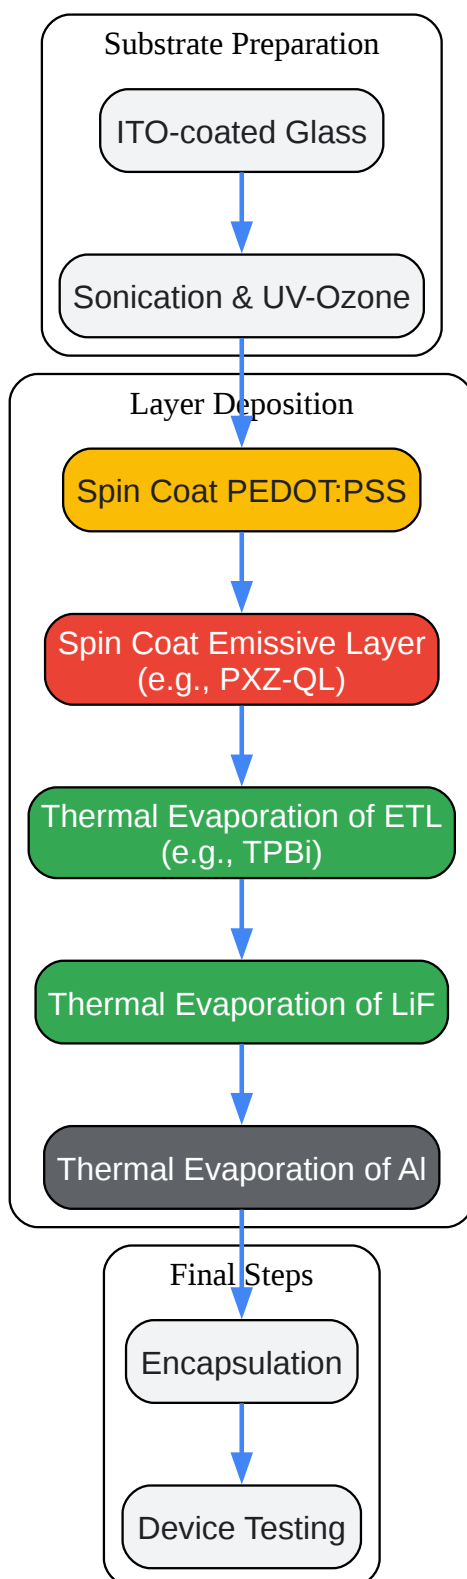 Substrate Preparation
ITO-coated Glass
Sonication & UV-Ozone
Layer Deposition
Spin Coat PEDOT:PSS
Spin Coat Emissive Layer
(e.g., PXZ-QL)
Thermal Evaporation of ETL
(e.g., TPBi)
Thermal Evaporation of LiF
Thermal Evaporation of Al
Final Steps
Encapsulation
Device Testing